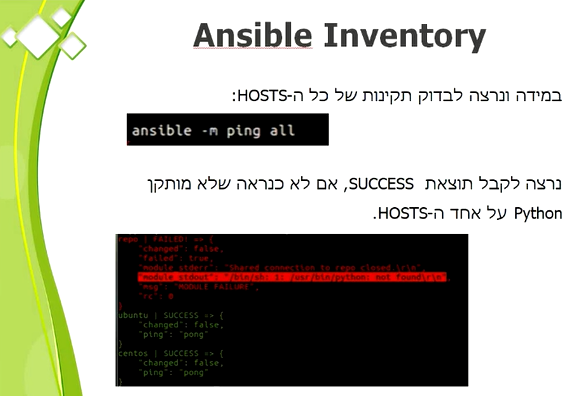 Ansible Inventory
במידה ונרצה לבדוק תקינות של כל ה-HOSTS:
ansible -m ping all
נרצה לקבל תוצאת SUCCESS, אם לא כנראה שלא מותקן
Python על אחד ה-HOSTS.
repo | FAILED! => {
"changed": false,
"failed": true,
"module_stderr": "Shared connection to repo closed.\r\n",
"module_stdout": "/bin/sh: 1: /usr/bin/python: not found\r\n",
"msg": "MODULE FAILURE",
"rc": 0
}
ubuntu | SUCCESS => {
"changed": false,
"ping": "pong"
}
centos | SUCCESS => {
"changed": false,
"ping": "pong"
}